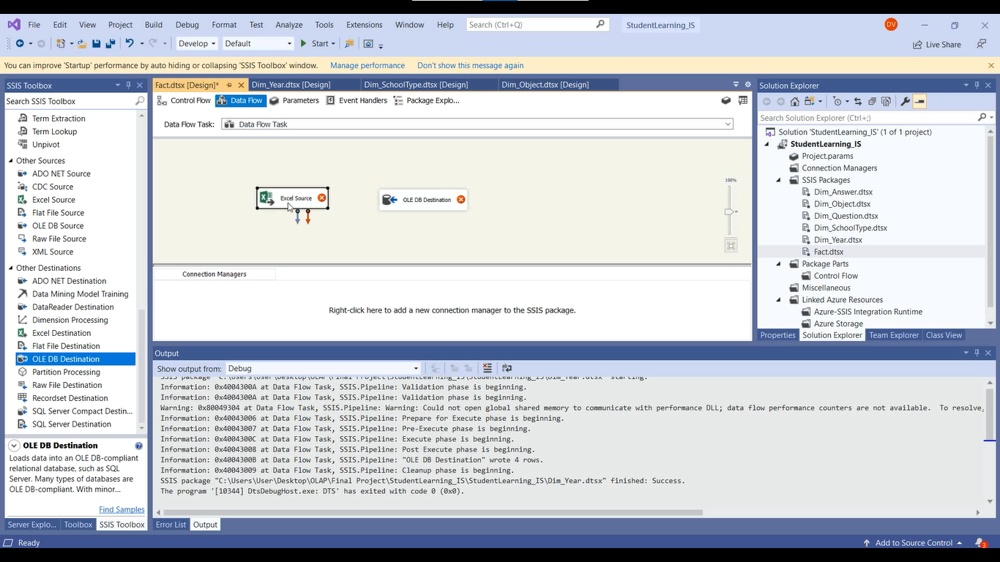 File Edit View Project Build Debug Format Test Analyze Tools Extensions Window Help Search (Ctrl+Q) StudentLearning_IS DV
Develop Default Start Live Share
You can improve 'Startup' performance by auto hiding or collapsing 'SSIS Toolbox' window. Manage performance Don't show this message again
SSIS Toolbox
Search SSIS Toolbox
Term Extraction
Term Lookup
Unpivot
Other Sources
ADO NET Source
CDC Source
Excel Source
Flat File Source
OLE DB Source
Raw File Source
XML Source
Other Destinations
ADO NET Destination
Data Mining Model Training
DataReader Destination
Dimension Processing
Excel Destination
Flat File Destination
OLE DB Destination
Partition Processing
Raw File Destination
Recordset Destination
SQL Server Compact Destin...
SQL Server Destination
OLE DB Destination
Loads data into an OLE DB-compliant
relational database, such as SQL
Server. Many types of databases are
OLE DB-compliant. With minor...
Find Samples
Server Explo... Toolbox SSIS Toolbox
Fact.dtsx [Design]* Dim_Year.dtsx [Design] Dim_SchoolType.dtsx [Design] Dim_Object.dtsx [Design]
Control Flow Data Flow Parameters Event Handlers Package Explo...
Data Flow Task: Data Flow Task
Excel Source OLE DB Destination
100%
Connection Managers
Right-click here to add a new connection manager to the SSIS package.
Output
Show output from: Debug
SSIS package "C:\Users\User\Desktop\OLAP\Final Project\StudentLearning_IS\StudentLearning_IS\Dim_Year.dtsx" starting.
Information: 0x4004300A at Data Flow Task, SSIS.Pipeline: Validation phase is beginning.
Information: 0x4004300A at Data Flow Task, SSIS.Pipeline: Validation phase is beginning.
Warning: 0x80049304 at Data Flow Task, SSIS.Pipeline: Warning: Could not open global shared memory to communicate with performance DLL; data flow performance counters are not available.  To resolve,
Information: 0x40043006 at Data Flow Task, SSIS.Pipeline: Prepare for Execute phase is beginning.
Information: 0x40043007 at Data Flow Task, SSIS.Pipeline: Pre-Execute phase is beginning.
Information: 0x4004300C at Data Flow Task, SSIS.Pipeline: Execute phase is beginning.
Information: 0x40043008 at Data Flow Task, SSIS.Pipeline: Post Execute phase is beginning.
Information: 0x4004300B at Data Flow Task, SSIS.Pipeline: "OLE DB Destination" wrote 4 rows.
Information: 0x40043009 at Data Flow Task, SSIS.Pipeline: Cleanup phase is beginning.
SSIS package "C:\Users\User\Desktop\OLAP\Final Project\StudentLearning_IS\StudentLearning_IS\Dim_Year.dtsx" finished: Success.
The program '[10344] DtsDebugHost.exe: DTS' has exited with code 0 (0x0).
Error List Output
Solution Explorer
Search Solution Explorer (Ctrl+;)
Solution 'StudentLearning_IS' (1 of 1 project)
StudentLearning_IS
Project.params
Connection Managers
SSIS Packages
Dim_Answer.dtsx
Dim_Object.dtsx
Dim_Question.dtsx
Dim_SchoolType.dtsx
Dim_Year.dtsx
Fact.dtsx
Package Parts
Control Flow
Miscellaneous
Linked Azure Resources
Azure-SSIS Integration Runtime
Azure Storage
Properties Solution Explorer Team Explorer Class View
Ready Add to Source Control 3